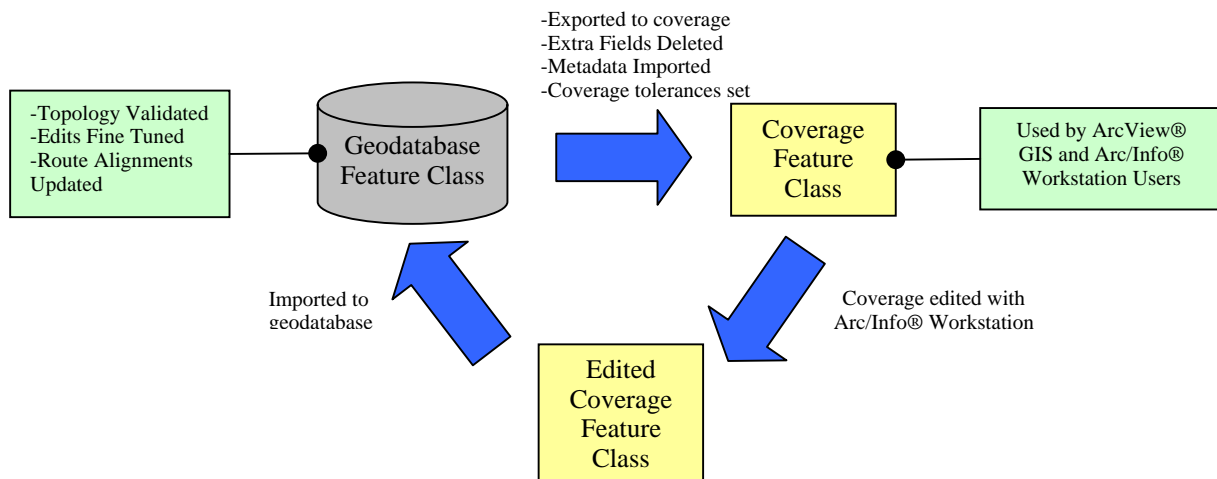 -Exported to coverage
-Extra Fields Deleted
-Metadata Imported
-Coverage tolerances set
-Topology Validated
-Edits Fine Tuned
-Route Alignments
Updated
Geodatabase
Feature Class
Coverage
Feature
Class
Used by ArcView®
GIS and Arc/Info®
Workstation Users
Imported to
geodatabase
Coverage edited with
Arc/Info® Workstation
Edited
Coverage
Feature
Class